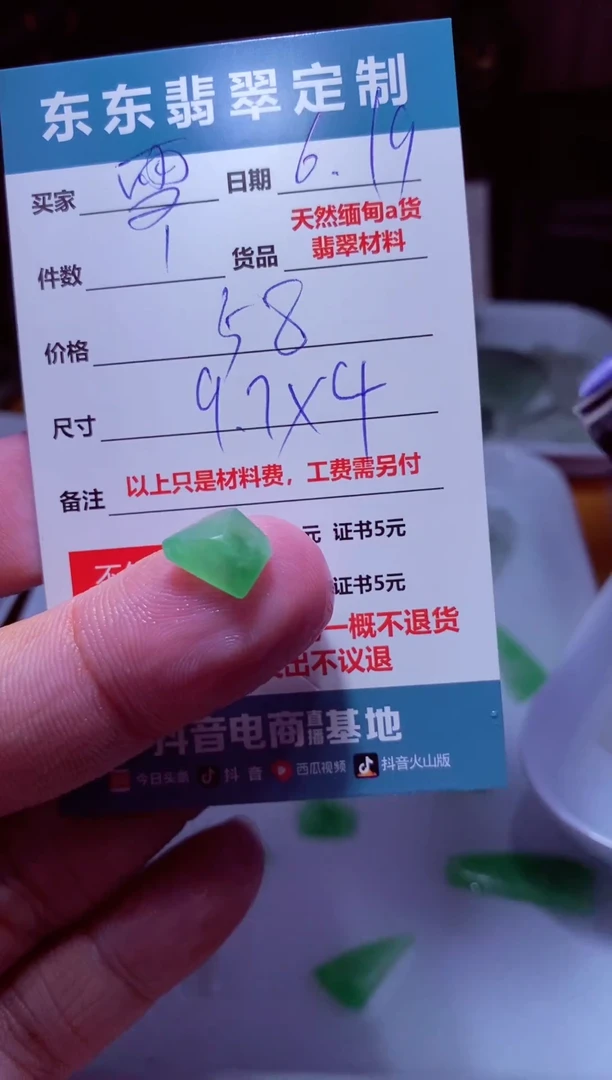 东东翡翠定制
买家 雪 日期 6.19
件数 1 货品 天然缅甸a货
翡翠材料
价格 58
尺寸 9.7X4
备注 以上只是材料费，工费需另付
元 证书5元
证书5元
一概不退货
出不议退
抖音电商直播基地
今日头条 抖音 西瓜视频 抖音火山版